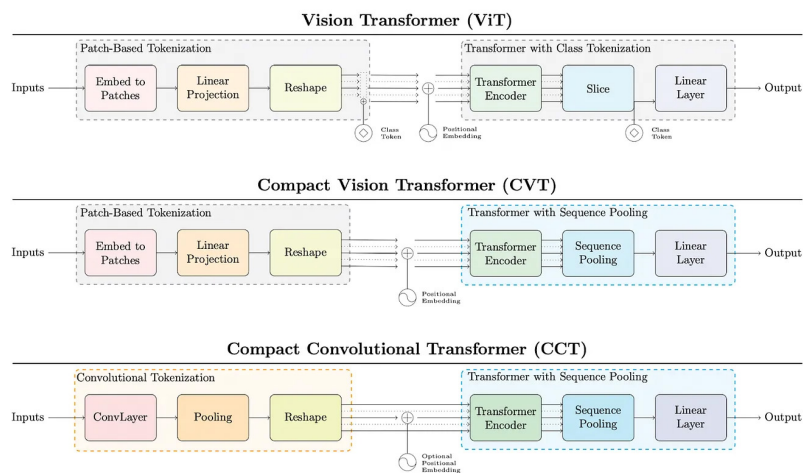 Vision Transformer (ViT)
Patch-Based Tokenization
Transformer with Class Tokenization
Inputs
Embed to
Patches
Linear
Projection
Reshape
Transformer
Encoder
Slice
Linear
Layer
Output
Class
Token
Positional
Embedding
Class
Token
Compact Vision Transformer (CVT)
Patch-Based Tokenization
Transformer with Sequence Pooling
Inputs
Embed to
Patches
Linear
Projection
Reshape
Transformer
Encoder
Sequence
Pooling
Linear
Layer
Output
Positional
Embedding
Compact Convolutional Transformer (CCT)
Convolutional Tokenization
Transformer with Sequence Pooling
Inputs
ConvLayer
Pooling
Reshape
Transformer
Encoder
Sequence
Pooling
Linear
Layer
Output
Optional
Positional
Embedding